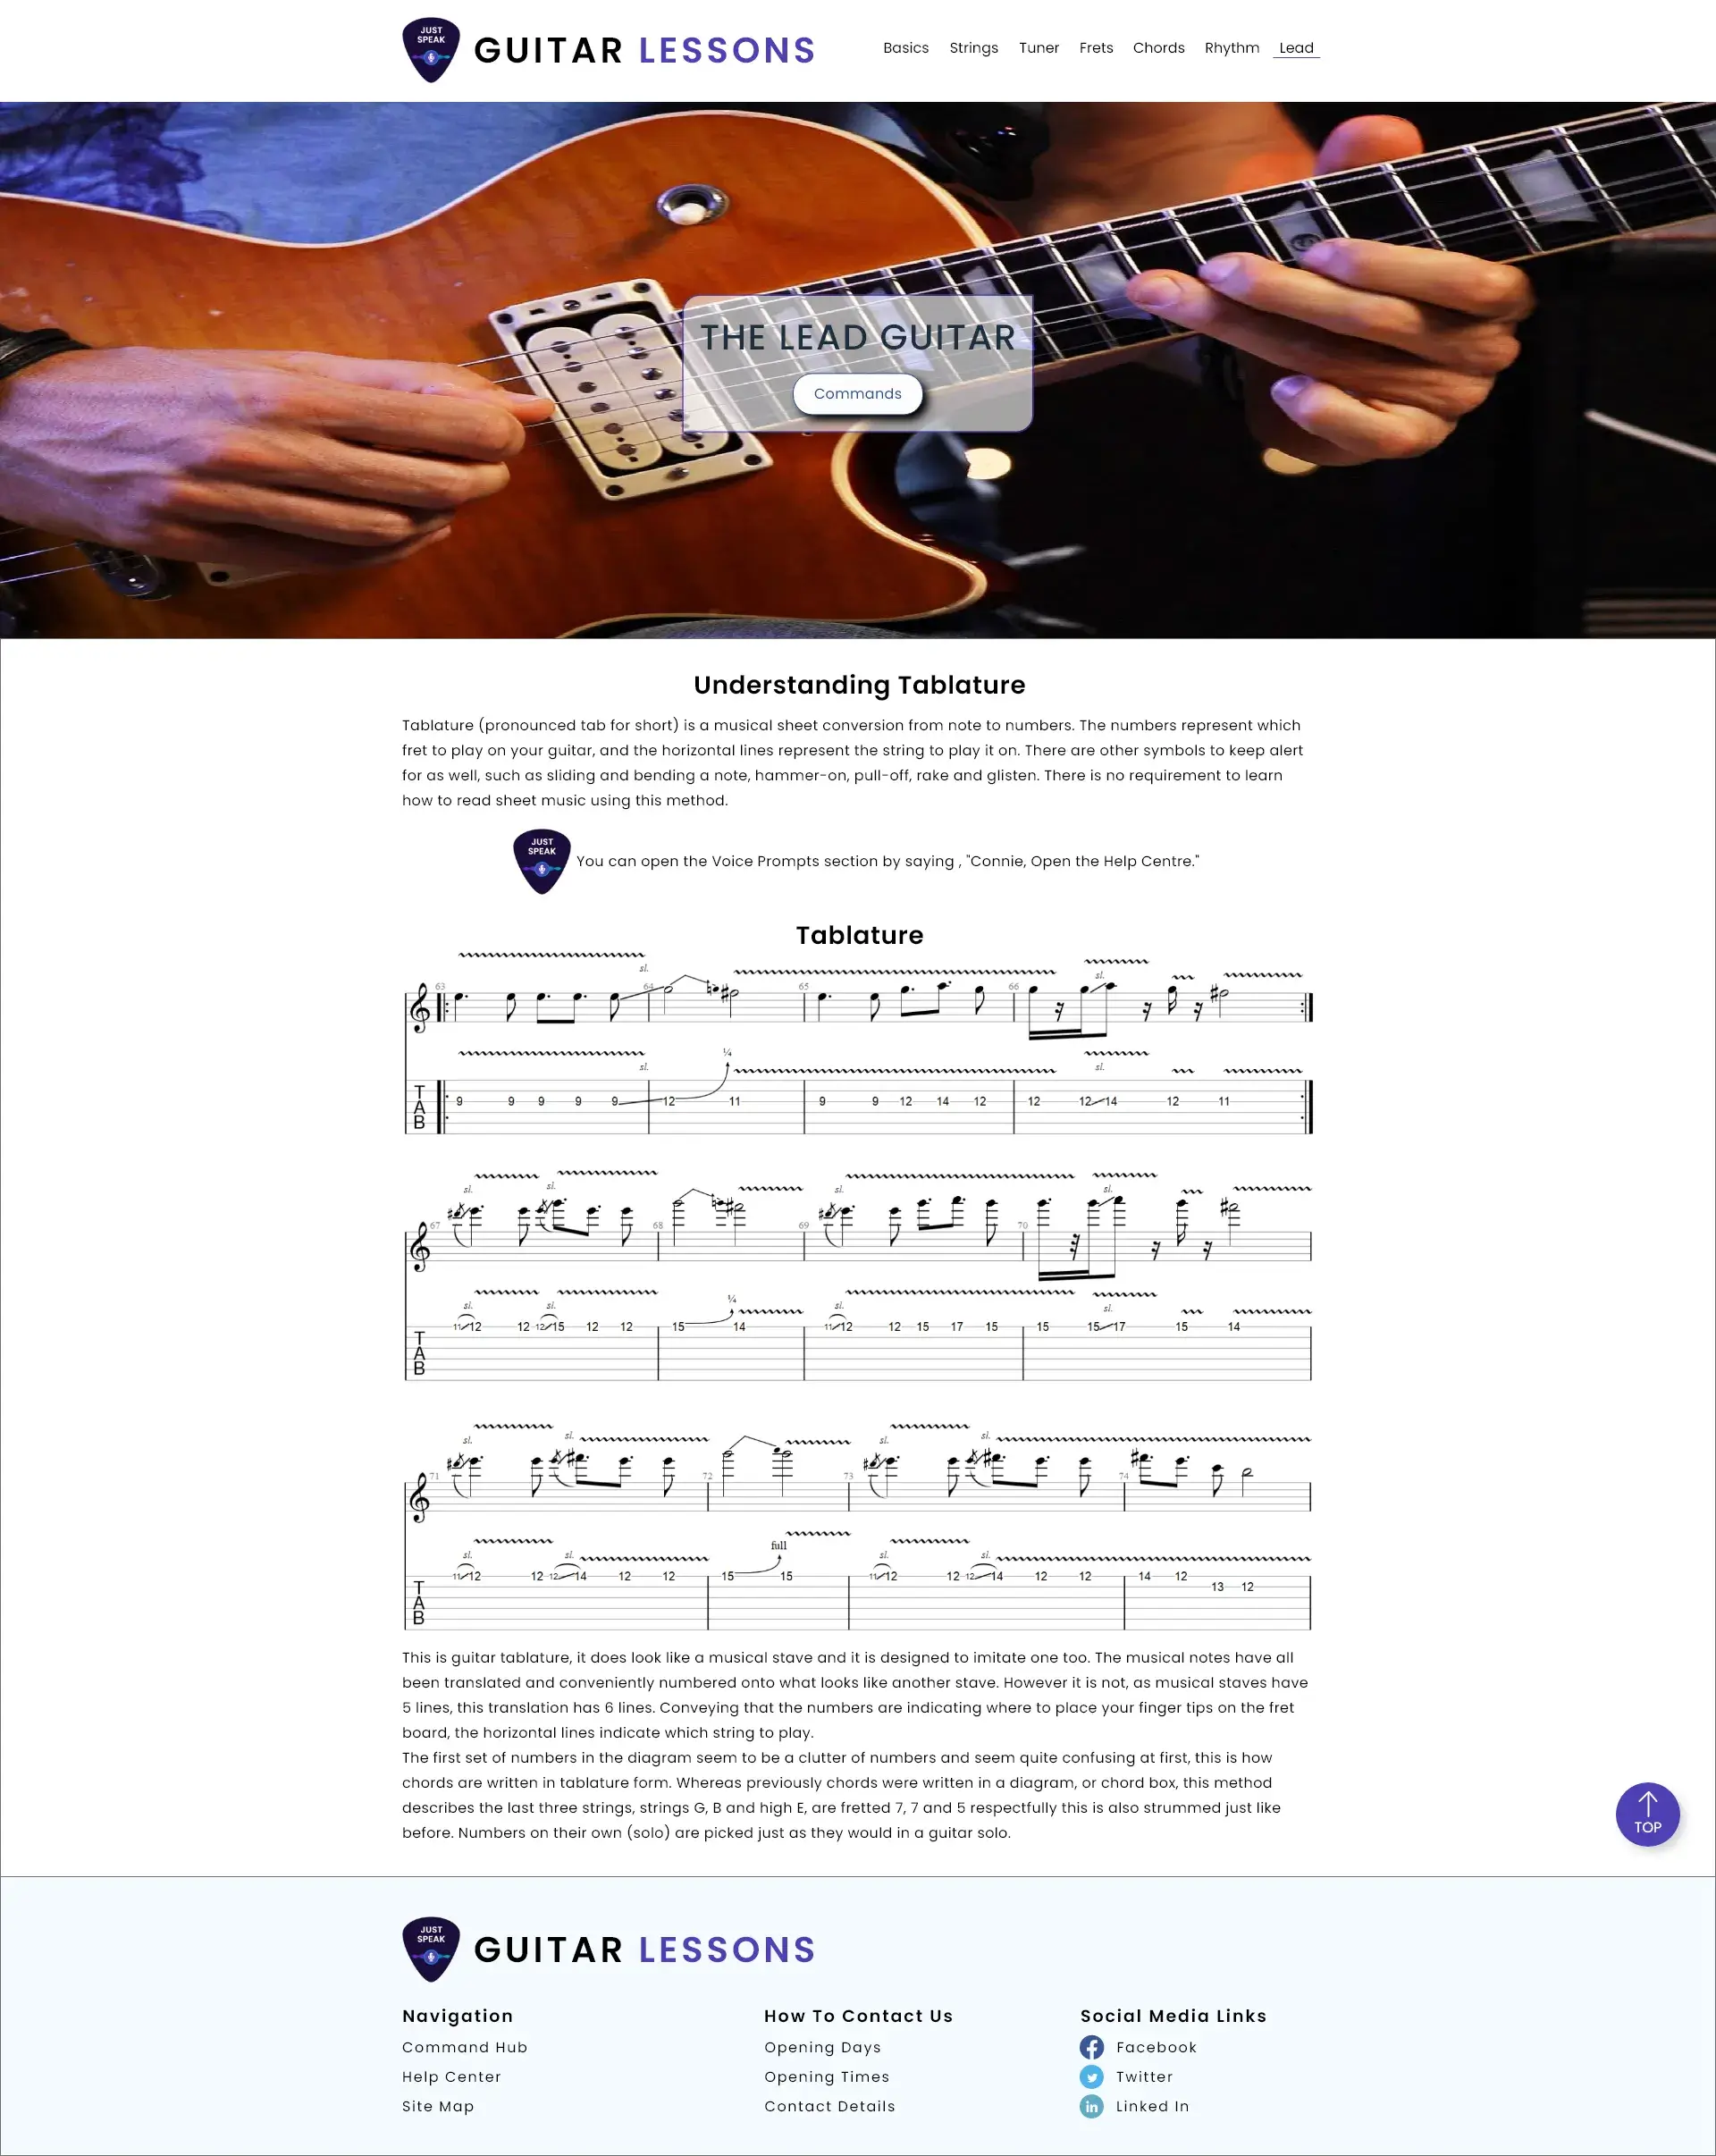 JUST
SPEAK
GUITAR LESSONS
Basics Strings Tuner Frets Chords Rhythm Lead
THE LEAD GUITAR
Commands
Understanding Tablature
Tablature (pronounced tab for short) is a musical sheet conversion from note to numbers. The numbers represent which
fret to play on your guitar, and the horizontal lines represent the string to play it on. There are other symbols to keep alert
for as well, such as sliding and bending a note, hammer-on, pull-off, rake and glisten. There is no requirement to learn
how to read sheet music using this method.
JUST
SPEAK
You can open the Voice Prompts section by saying , "Connie, Open the Help Centre."
Tablature
sl. sl.
63 64 65 66
¼
sl. sl.
T
A
B
9 9 9 9 9 12 11 9 9 12 14 12 12 12 14 12 11
sl. sl. sl. sl.
67 68 69 70
¼
sl. sl. sl. sl.
11 12 12 12 15 12 12 15 14 11 12 12 15 17 15 15 15 17 15 14
T
A
B
sl. sl. sl. sl.
71 72 73 74
full
sl. sl. sl. sl.
11 12 12 12 14 12 12 15 15 11 12 12 12 14 12 12 14 12
13 12
T
A
B
This is guitar tablature, it does look like a musical stave and it is designed to imitate one too. The musical notes have all
been translated and conveniently numbered onto what looks like another stave. However it is not, as musical staves have
5 lines, this translation has 6 lines. Conveying that the numbers are indicating where to place your finger tips on the fret
board, the horizontal lines indicate which string to play.
The first set of numbers in the diagram seem to be a clutter of numbers and seem quite confusing at first, this is how
chords are written in tablature form. Whereas previously chords were written in a diagram, or chord box, this method
describes the last three strings, strings G, B and high E, are fretted 7, 7 and 5 respectfully this is also strummed just like
before. Numbers on their own (solo) are picked just as they would in a guitar solo.
TOP
JUST
SPEAK
GUITAR LESSONS
Navigation
Command Hub
Help Center
Site Map
How To Contact Us
Opening Days
Opening Times
Contact Details
Social Media Links
Facebook
Twitter
in Linked In